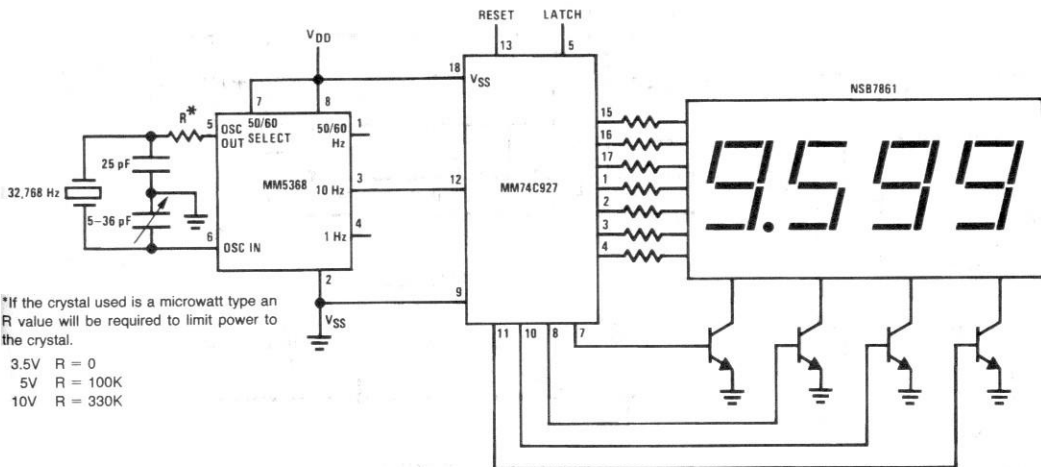 RESET LATCH
VDD
13 5
18 VSS
NSB7861
7 8
R*
5 OSC OUT
50/60 SELECT
50/60 Hz 1
15
16
17
1
2
3
4
25 pF
32,768 Hz
MM5368
10 Hz 3
12
MM74C927
9.599
5–36 pF
1 Hz 4
6 OSC IN
2
VSS
9
11 10 8 7
*If the crystal used is a microwatt type an
R value will be required to limit power to
the crystal.
3.5V R = 0
5V R = 100K
10V R = 330K